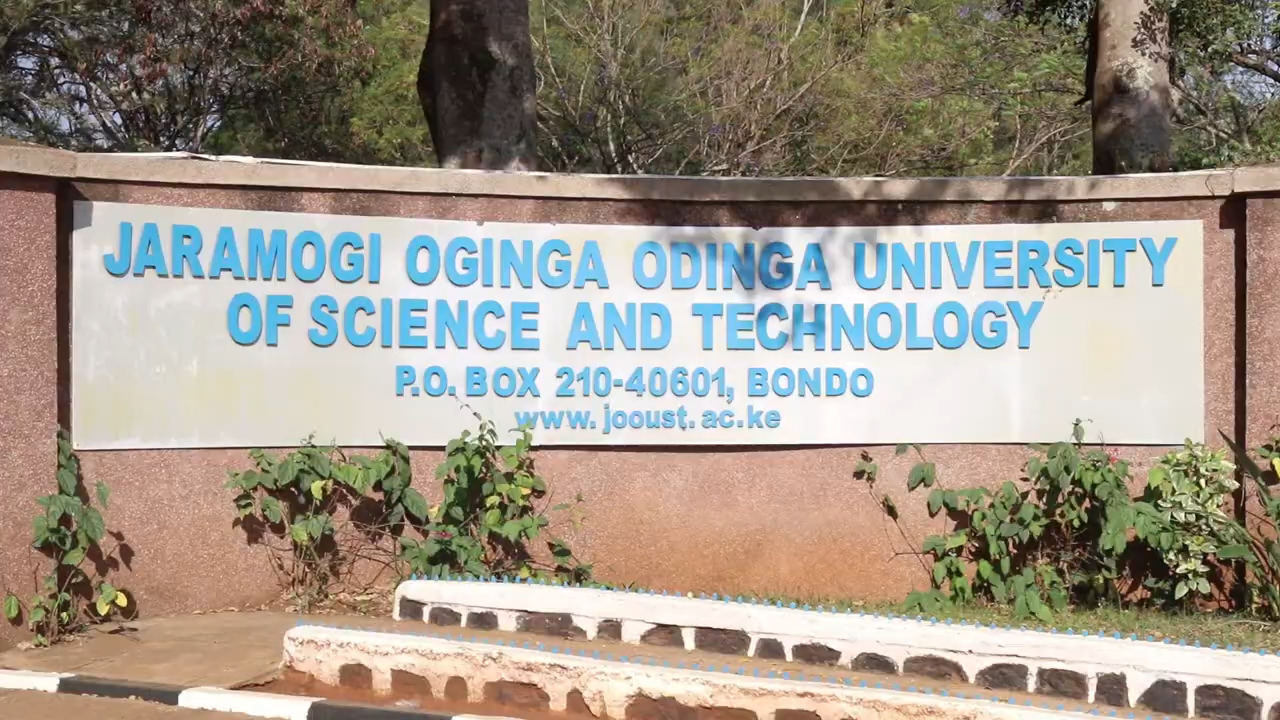 JARAMOGI OGINGA ODINGA UNIVERSITY
OF SCIENCE AND TECHNOLOGY
P.O. BOX 210-40601, BONDO
www.jooust.ac.ke